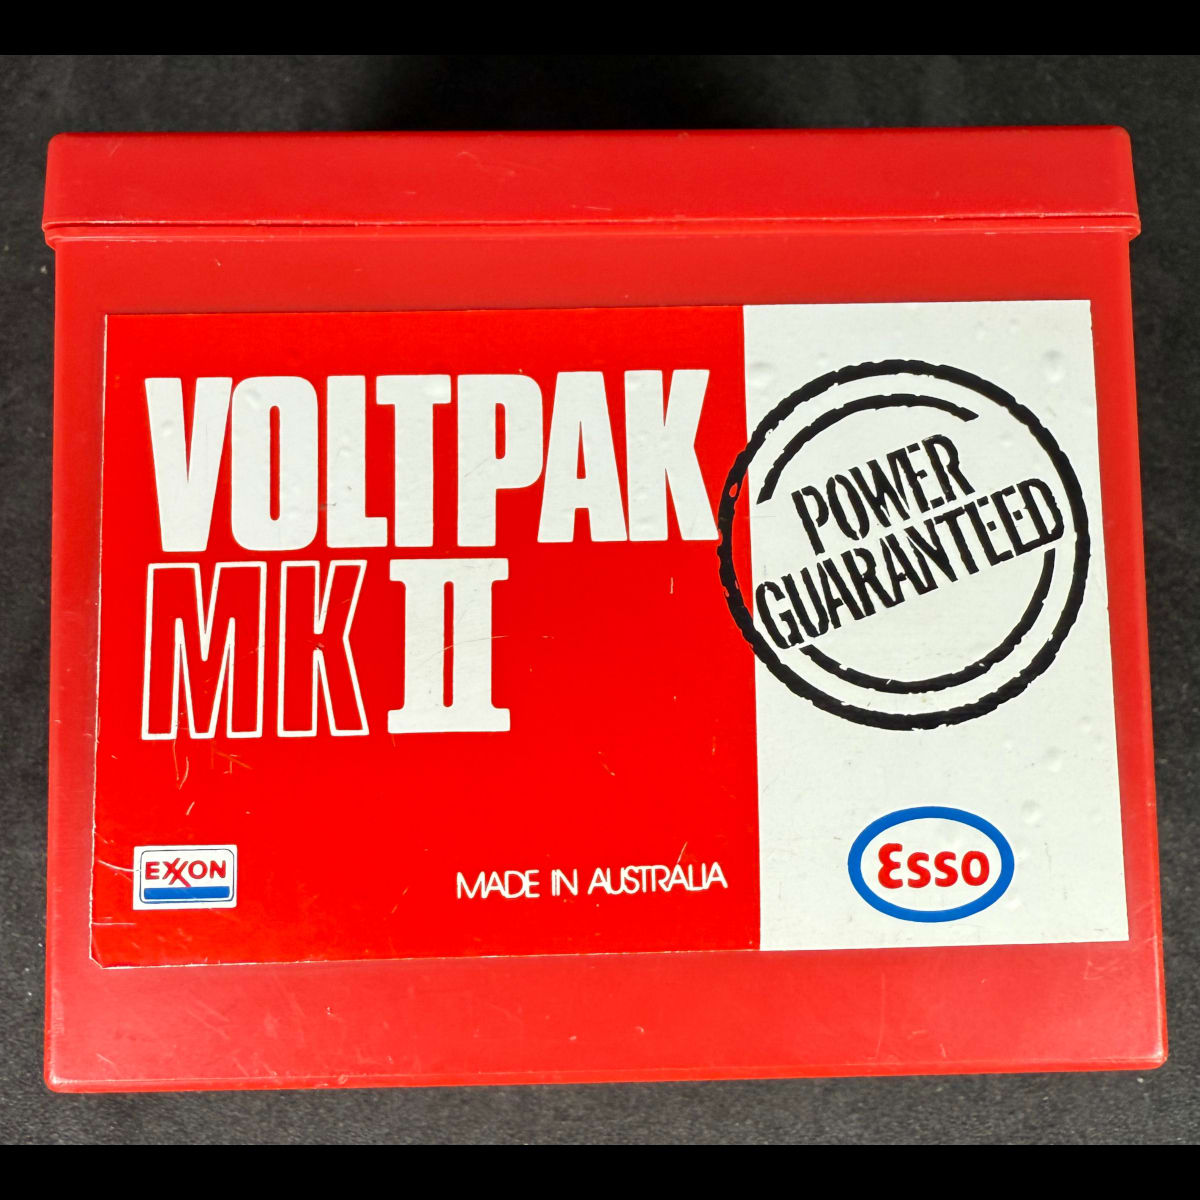 VOLTPAK
MK II
POWER
GUARANTEED
EXXON
MADE IN AUSTRALIA
Esso